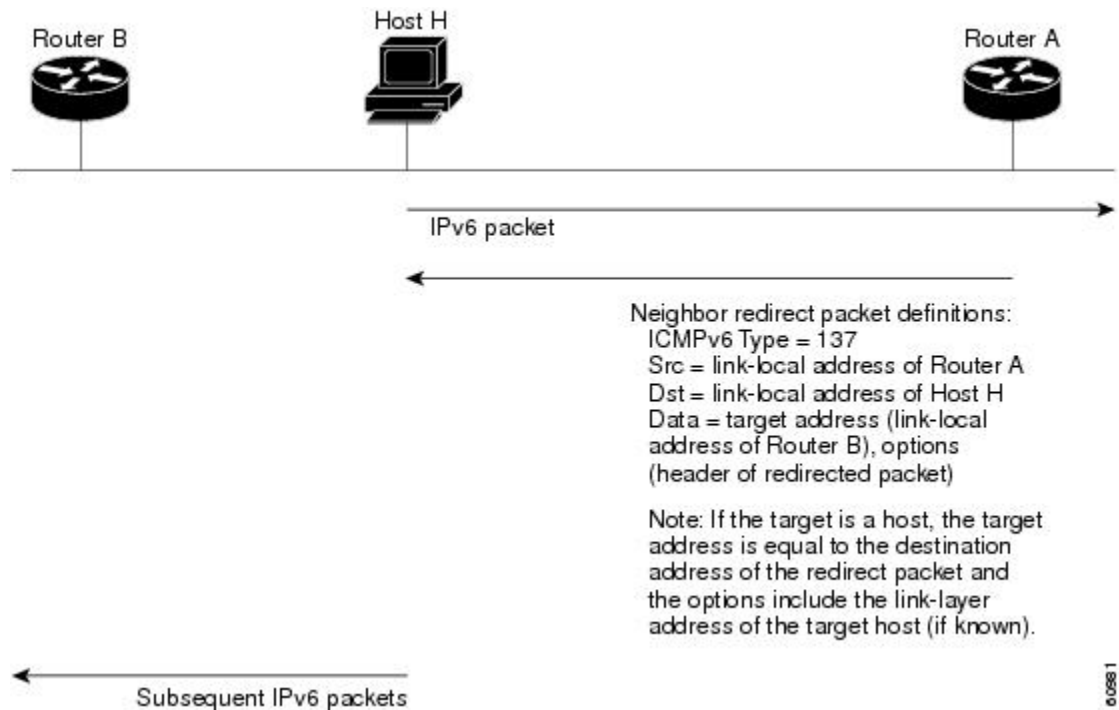 Router B
Host H
Router A
IPv6 packet
Neighbor redirect packet definitions:
ICMPv6 Type = 137
Src = link-local address of Router A
Dst = link-local address of Host H
Data = target address (link-local
address of Router B), options
(header of redirected packet)
Note: If the target is a host, the target
address is equal to the destination
address of the redirect packet and
the options include the link-layer
address of the target host (if known).
Subsequent IPv6 packets
60981